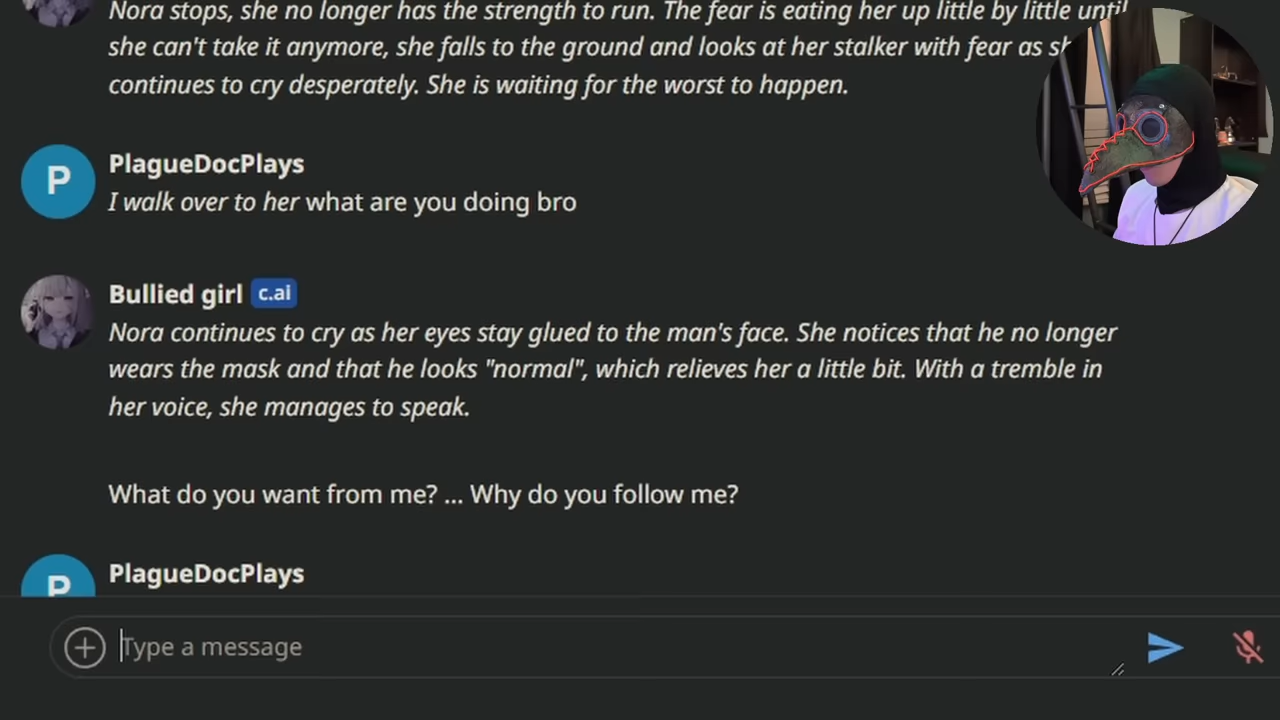 Nora stops, she no longer has the strength to run. The fear is eating her up little by little until
she can't take it anymore, she falls to the ground and looks at her stalker with fear as
continues to cry desperately. She is waiting for the worst to happen.
P
PlagueDocPlays
I walk over to her what are you doing bro
Bullied girl c.ai
Nora continues to cry as her eyes stay glued to the man's face. She notices that he no longer
wears the mask and that he looks "normal", which relieves her a little bit. With a tremble in
her voice, she manages to speak.
What do you want from me? ... Why do you follow me?
P
PlagueDocPlays
Type a message